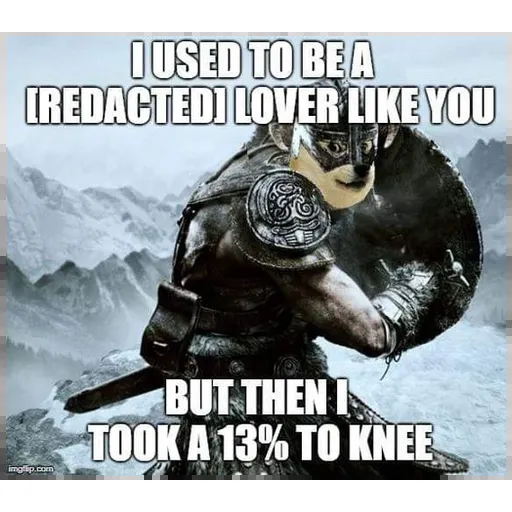 I USED TO BE A
[REDACTED] LOVER LIKE YOU
BUT THEN I
TOOK A 13% TO KNEE
imgflip.com